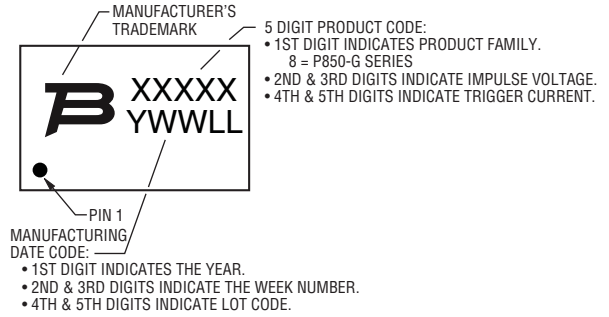 MANUFACTURER'S
TRADEMARK
5 DIGIT PRODUCT CODE:
• 1ST DIGIT INDICATES PRODUCT FAMILY.
8 = P850-G SERIES
• 2ND & 3RD DIGITS INDICATE IMPULSE VOLTAGE.
• 4TH & 5TH DIGITS INDICATE TRIGGER CURRENT.
XXXXX
YWWLL
PIN 1
MANUFACTURING
DATE CODE:
• 1ST DIGIT INDICATES THE YEAR.
• 2ND & 3RD DIGITS INDICATE THE WEEK NUMBER.
• 4TH & 5TH DIGITS INDICATE LOT CODE.